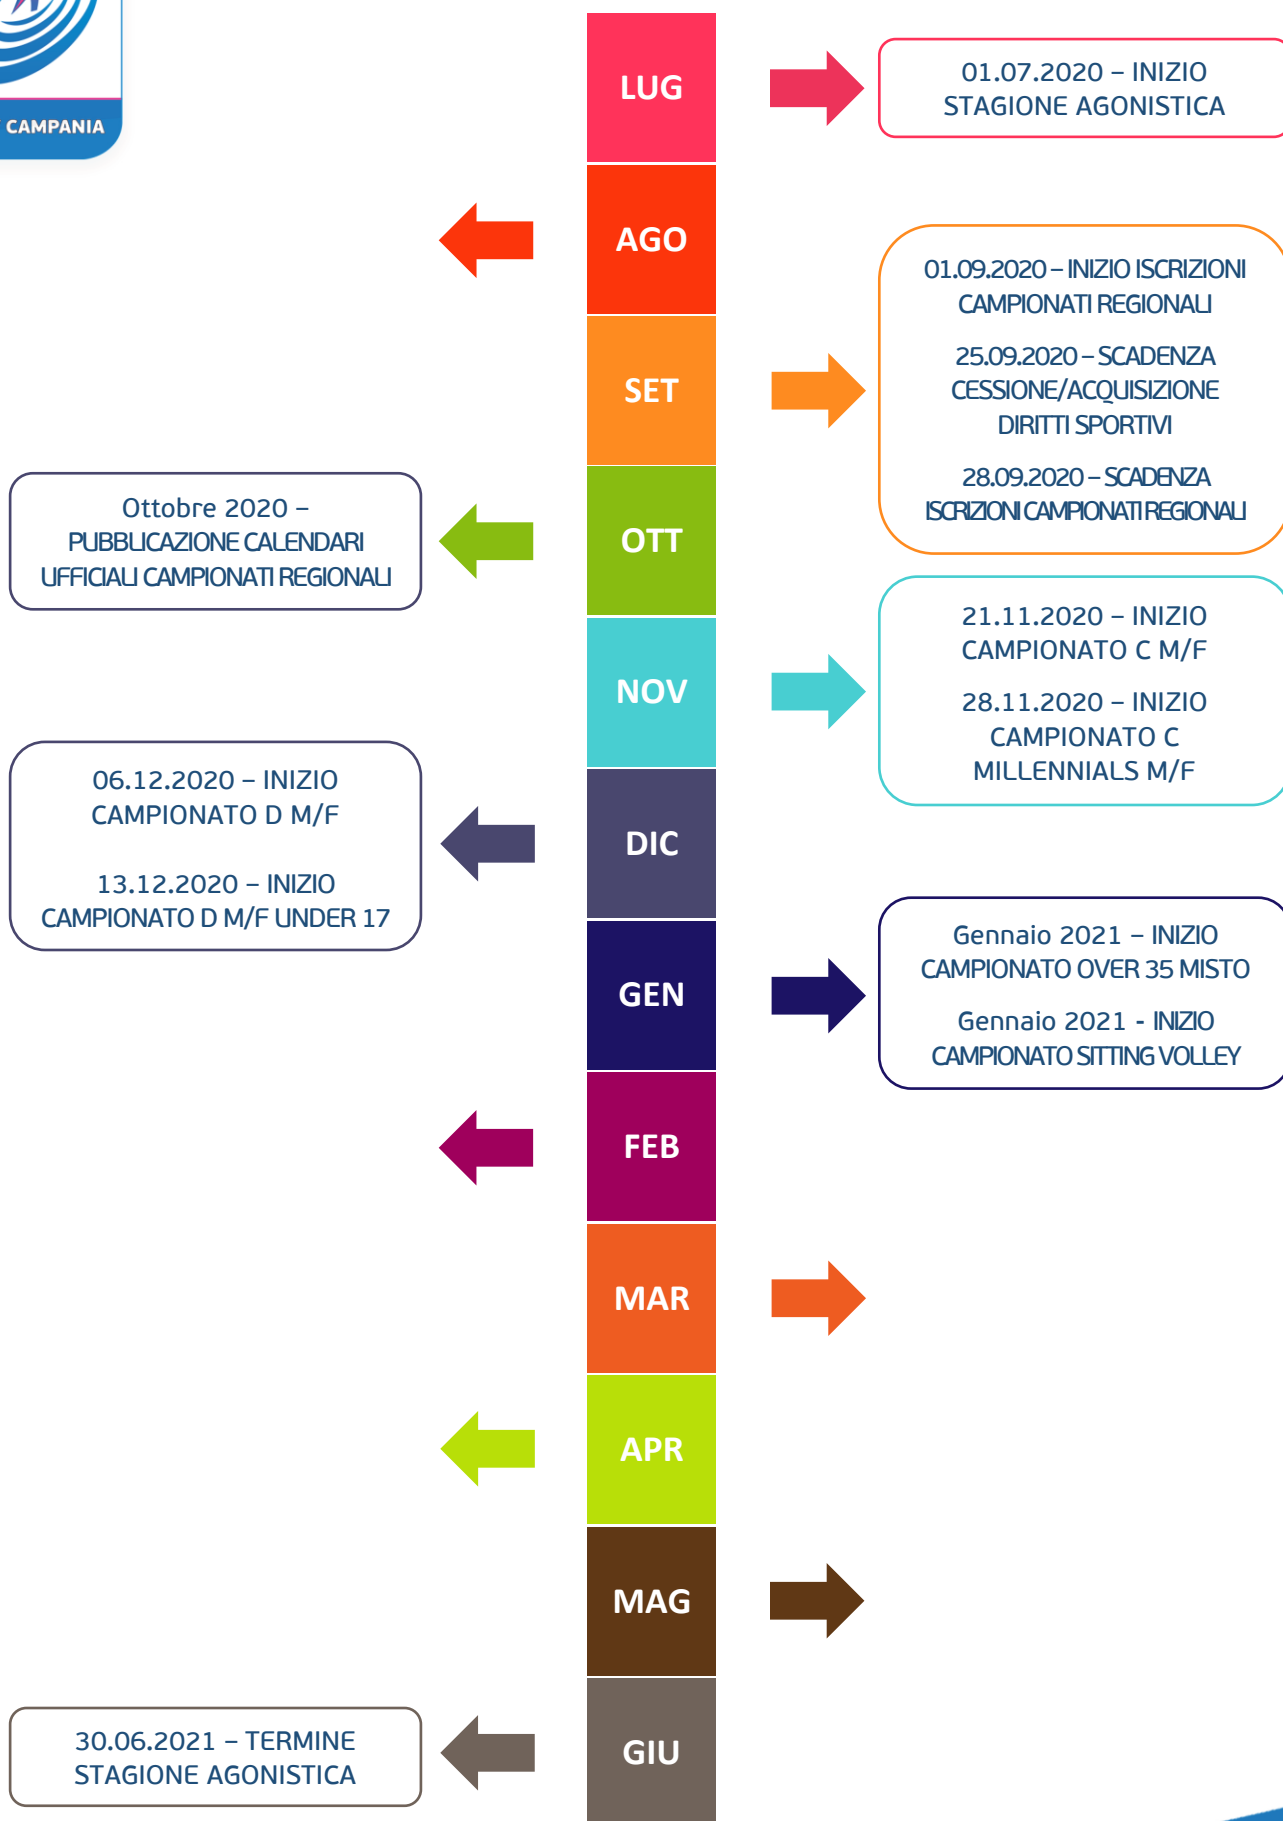 CAMPANIA
LUG
01.07.2020 – INIZIO
STAGIONE AGONISTICA
AGO
SET
01.09.2020 – INIZIO ISCRIZIONI
CAMPIONATI REGIONALI
25.09.2020 – SCADENZA
CESSIONE/ACQUISIZIONE
DIRITTI SPORTIVI
28.09.2020 – SCADENZA
ISCRIZIONI CAMPIONATI REGIONALI
Ottobre 2020 –
PUBBLICAZIONE CALENDARI
UFFICIALI CAMPIONATI REGIONALI
OTT
NOV
21.11.2020 – INIZIO
CAMPIONATO C M/F
28.11.2020 – INIZIO
CAMPIONATO C
MILLENNIALS M/F
06.12.2020 – INIZIO
CAMPIONATO D M/F
13.12.2020 – INIZIO
CAMPIONATO D M/F UNDER 17
DIC
GEN
Gennaio 2021 – INIZIO
CAMPIONATO OVER 35 MISTO
Gennaio 2021 - INIZIO
CAMPIONATO SITTING VOLLEY
FEB
MAR
APR
MAG
30.06.2021 – TERMINE
STAGIONE AGONISTICA
GIU